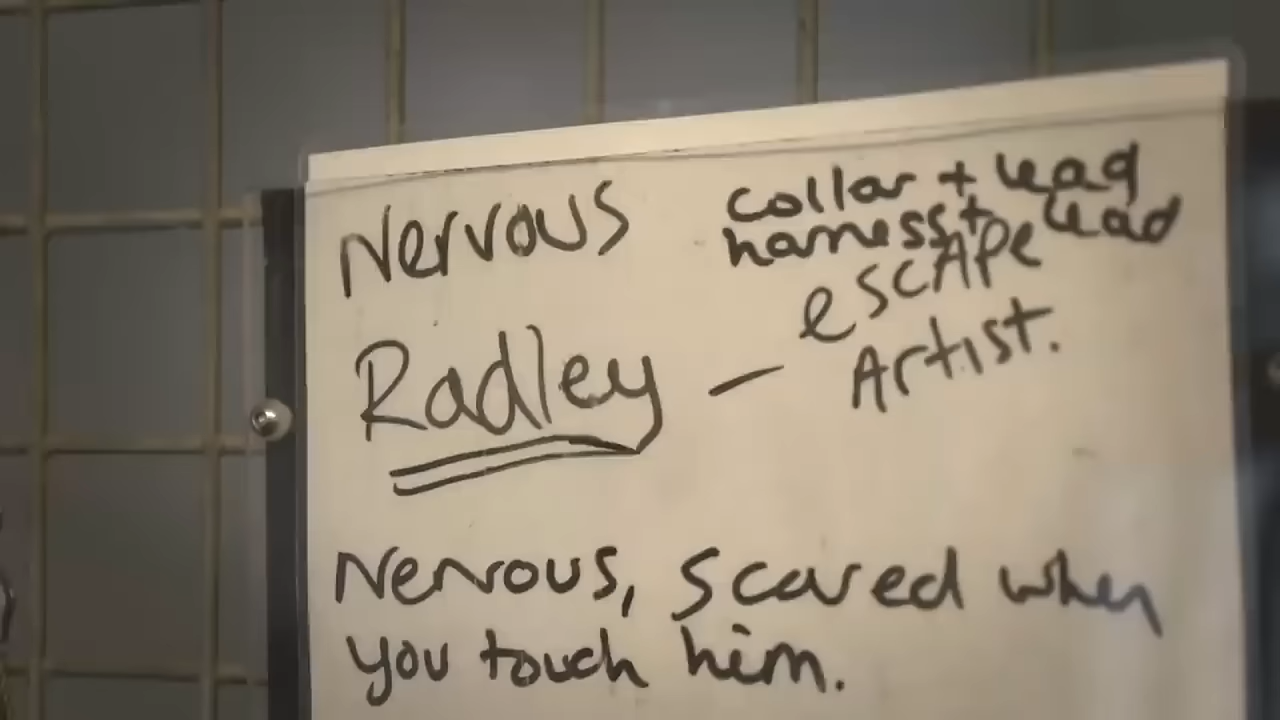 Nervous
collar + lead
harness + lead
Radley - escAPe
Artist.
Nervous, scared when
you touch him.